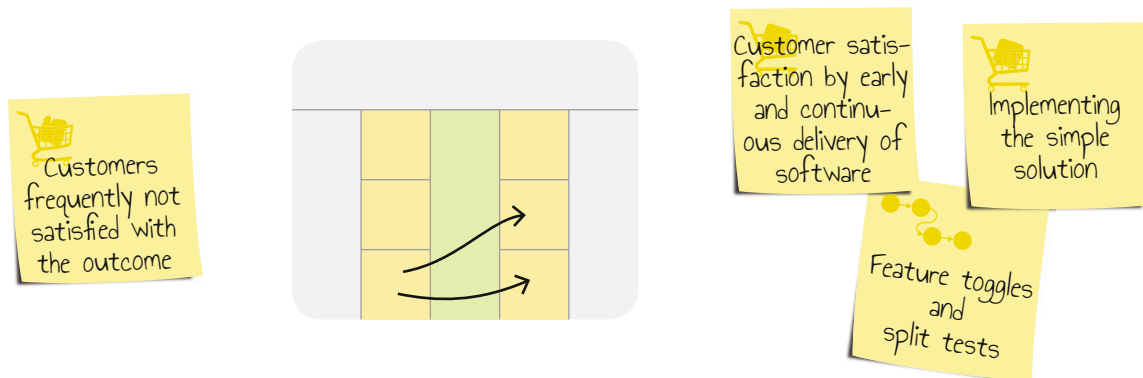 Customers
frequently not
satisfied with
the outcome
Customer satis-
faction by early
and continu-
ous delivery of
software
Implementing
the simple
solution
Feature toggles
and
split tests